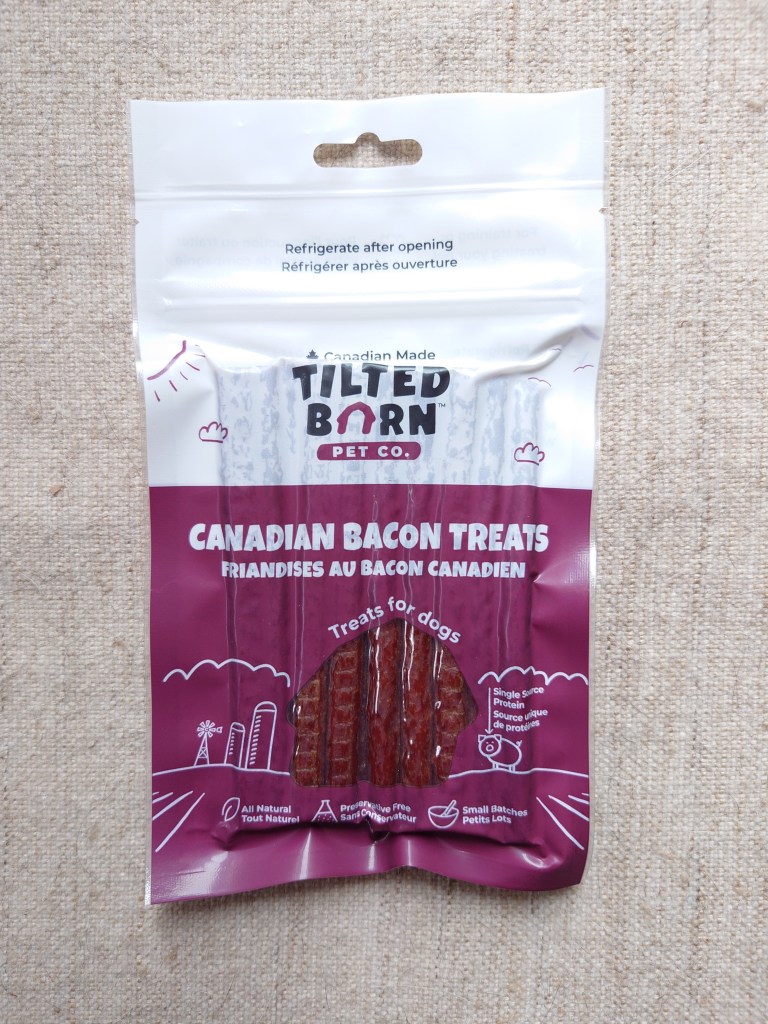 Refrigerate after opening
Réfrigérer après ouverture
Canadian Made
TILTED
BARN™
PET CO.
CANADIAN BACON TREATS
FRIANDISES AU BACON CANADIEN
Treats for dogs
Single Source
Protein
Source unique
de protéines
All Natural
Tout Naturel
Preservative Free
Sans Conservateur
Small Batches
Petits Lots